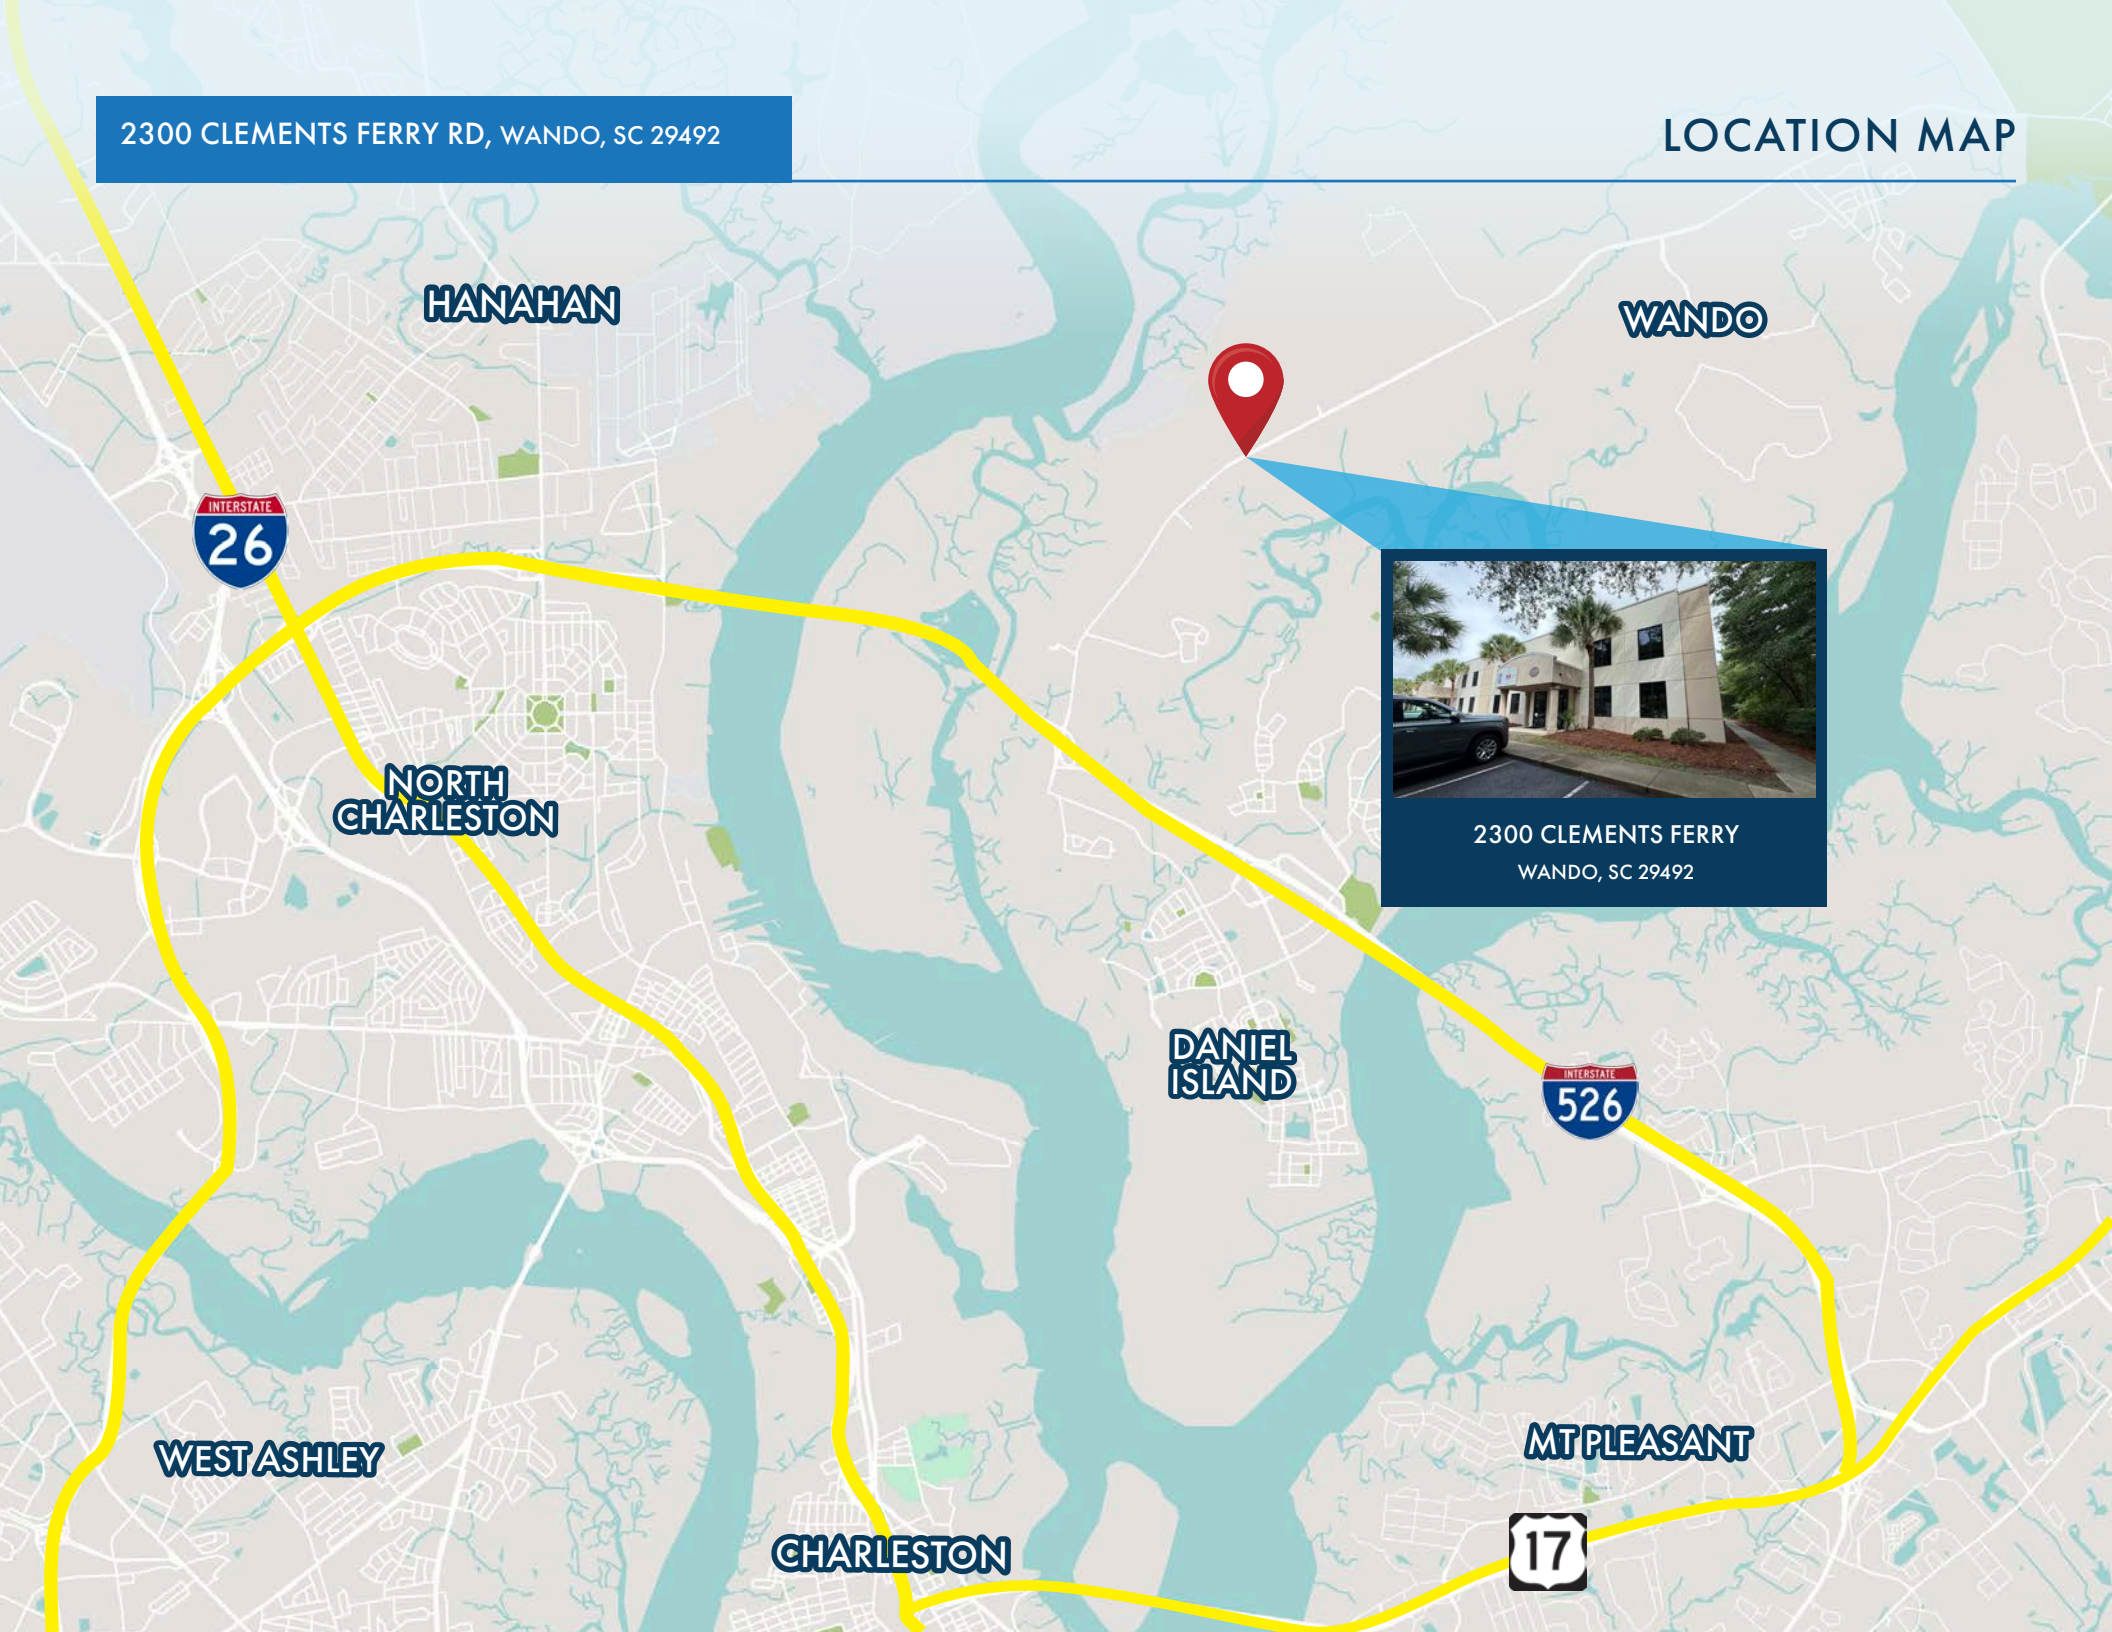 2300 CLEMENTS FERRY RD, WANDO, SC 29492
LOCATION MAP
HANAHAN
WANDO
INTERSTATE
26
2300 CLEMENTS FERRY
WANDO, SC 29492
NORTH
CHARLESTON
DANIEL
ISLAND
INTERSTATE
526
WEST ASHLEY
MT PLEASANT
CHARLESTON
17